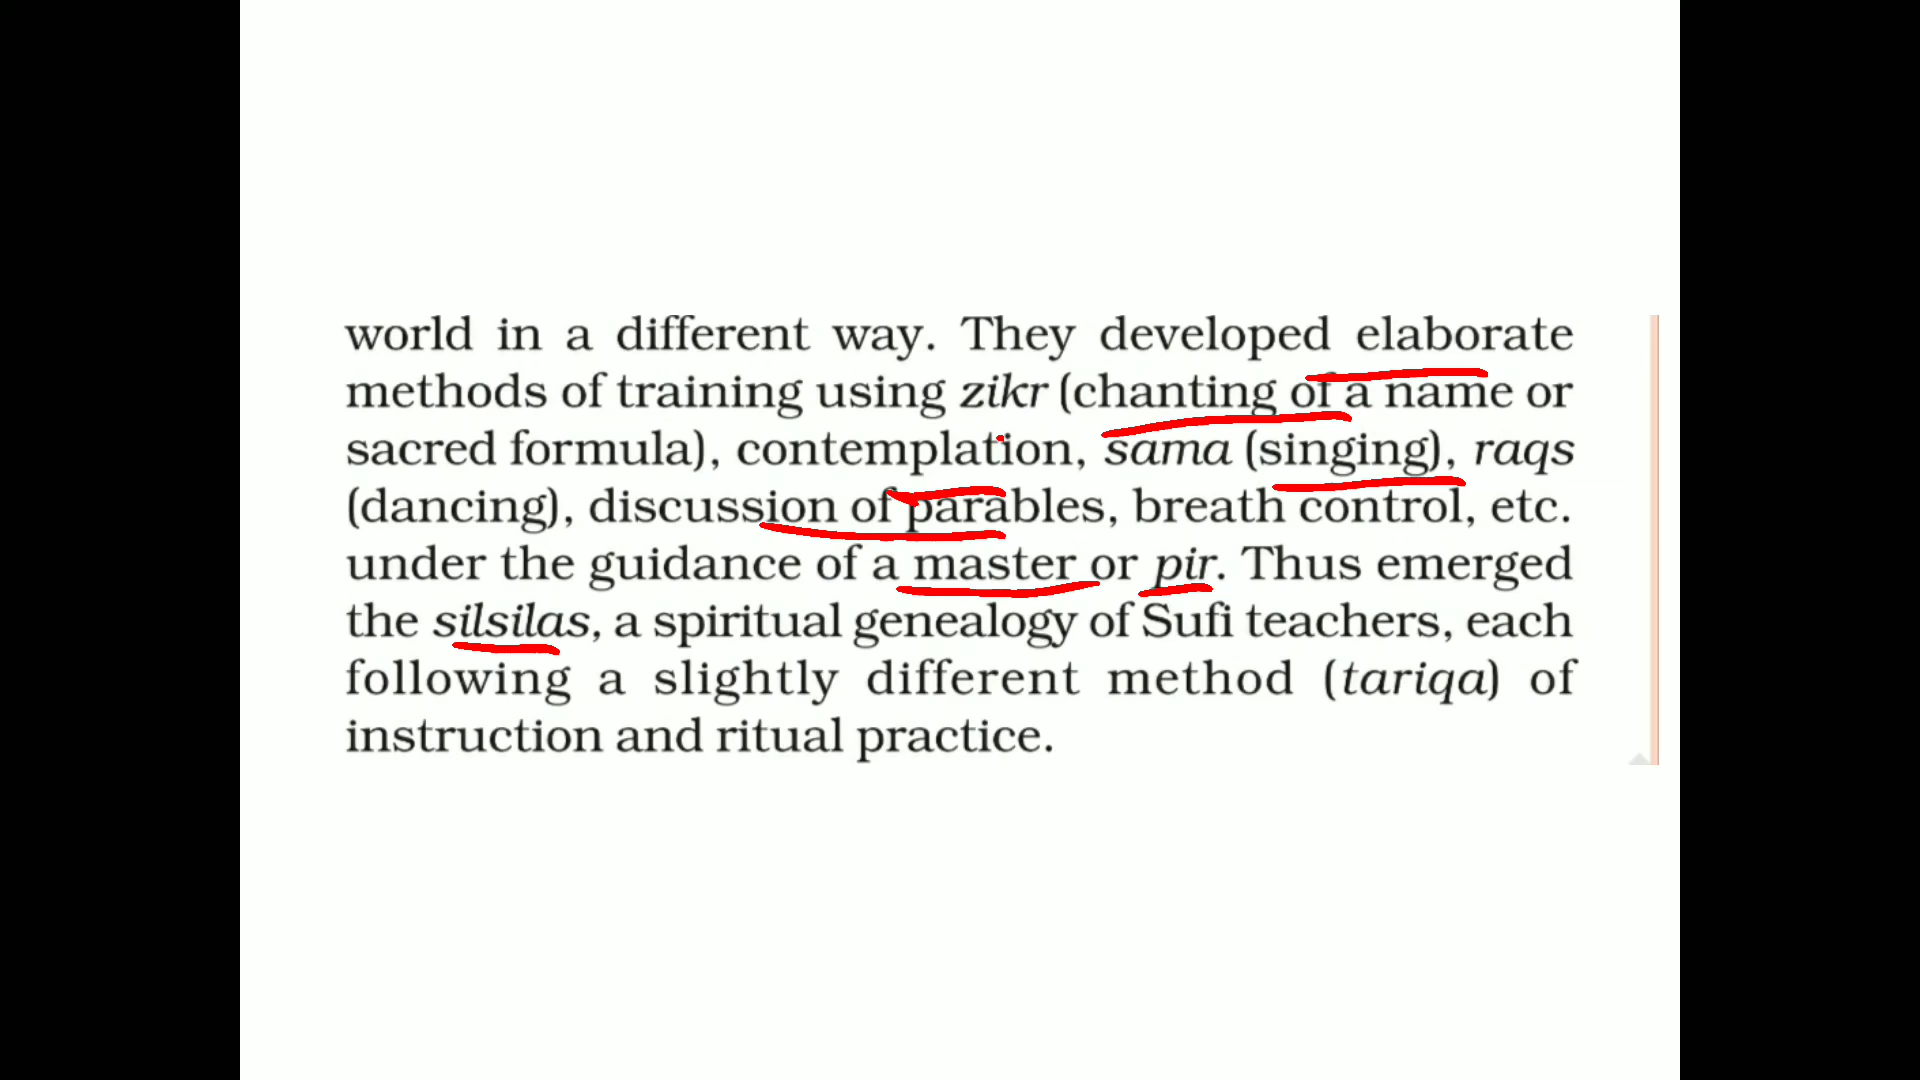 world in a different way. They developed elaborate
methods of training using zikr (chanting of a name or
sacred formula), contemplation, sama (singing), raqs
(dancing), discussion of parables, breath control, etc.
under the guidance of a master or pir. Thus emerged
the silsilas, a spiritual genealogy of Sufi teachers, each
following a slightly different method (tariqa) of
instruction and ritual practice.